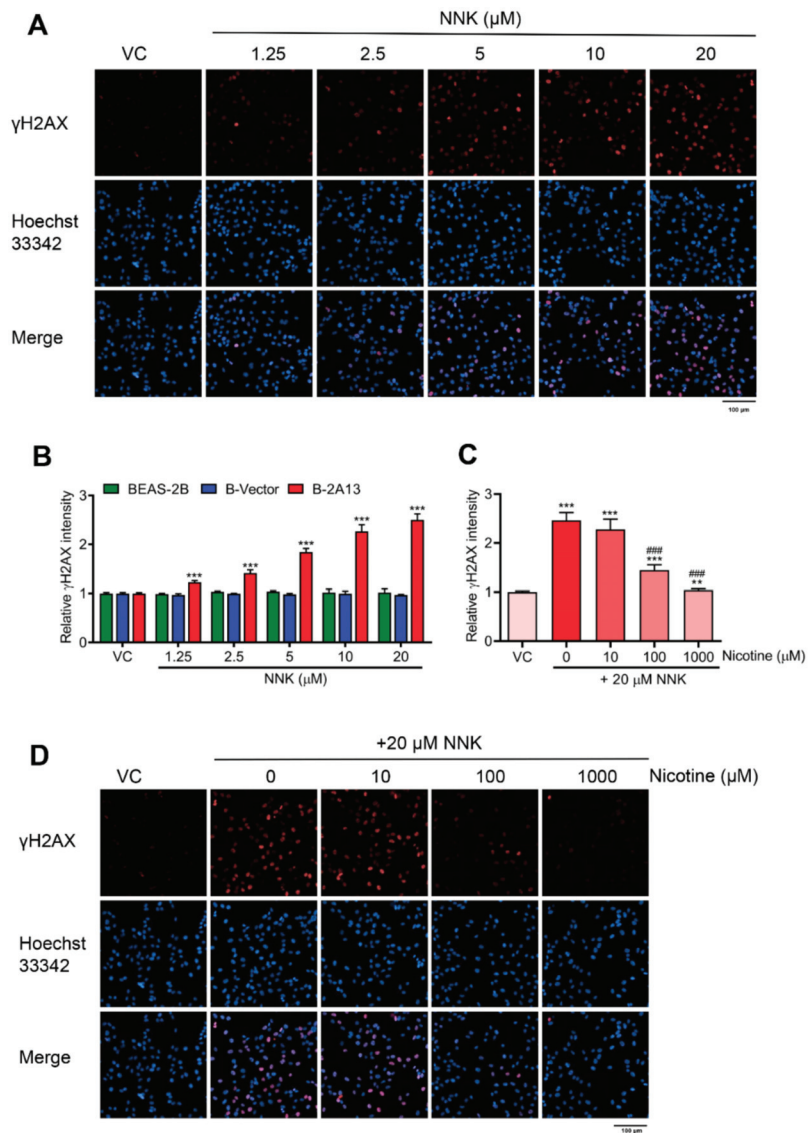 A
NNK (µM)
VC 1.25 2.5 5 10 20
γH2AX
Hoechst
33342
Merge
100 µm
B
BEAS-2B B-Vector B-2A13
Relative γH2AX intensity
3
2
1
0
*** *** *** *** ***
VC 1.25 2.5 5 10 20
NNK (µM)
C
Relative γH2AX intensity
3
2
1
0
*** *** ### *** ### **
VC 0 10 100 1000 Nicotine (µM)
+ 20 µM NNK
D
+20 µM NNK
VC 0 10 100 1000 Nicotine (µM)
γH2AX
Hoechst
33342
Merge
100 µm